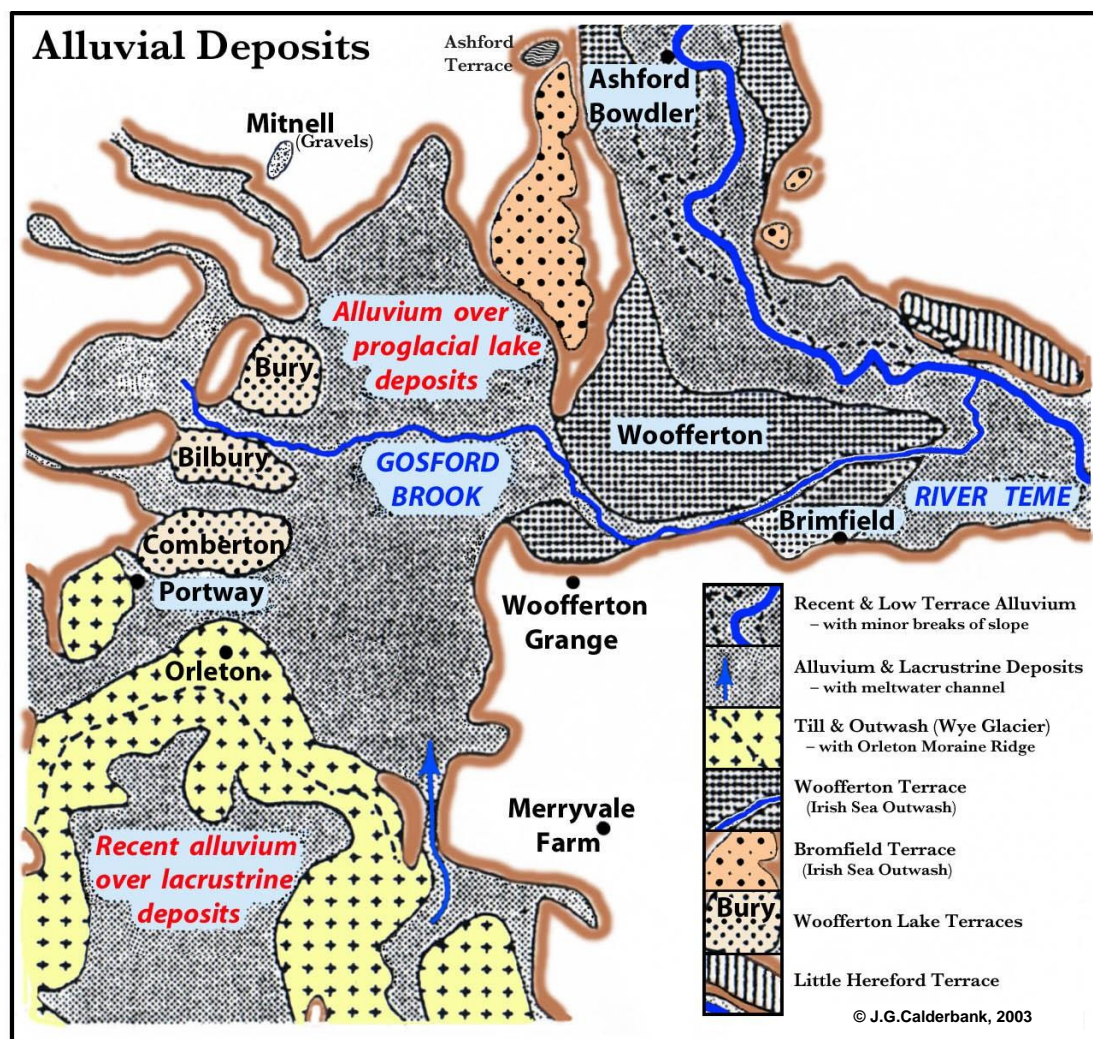 Alluvial Deposits
Ashford
Terrace
Ashford
Bowdler
Mitnell
(Gravels)
Alluvium over
proglacial lake
deposits
Bury
Woofferton
Bilbury
GOSFORD
BROOK
RIVER TEME
Brimfield
Comberton
Portway
Woofferton
Grange
Orleton
Merryvale
Farm
Recent alluvium
over lacrustrine
deposits
Recent & Low Terrace Alluvium
– with minor breaks of slope
Alluvium & Lacrustrine Deposits
– with meltwater channel
Till & Outwash (Wye Glacier)
– with Orleton Moraine Ridge
Woofferton Terrace
(Irish Sea Outwash)
Bromfield Terrace
(Irish Sea Outwash)
Bury
Woofferton Lake Terraces
Little Hereford Terrace
© J.G.Calderbank, 2003